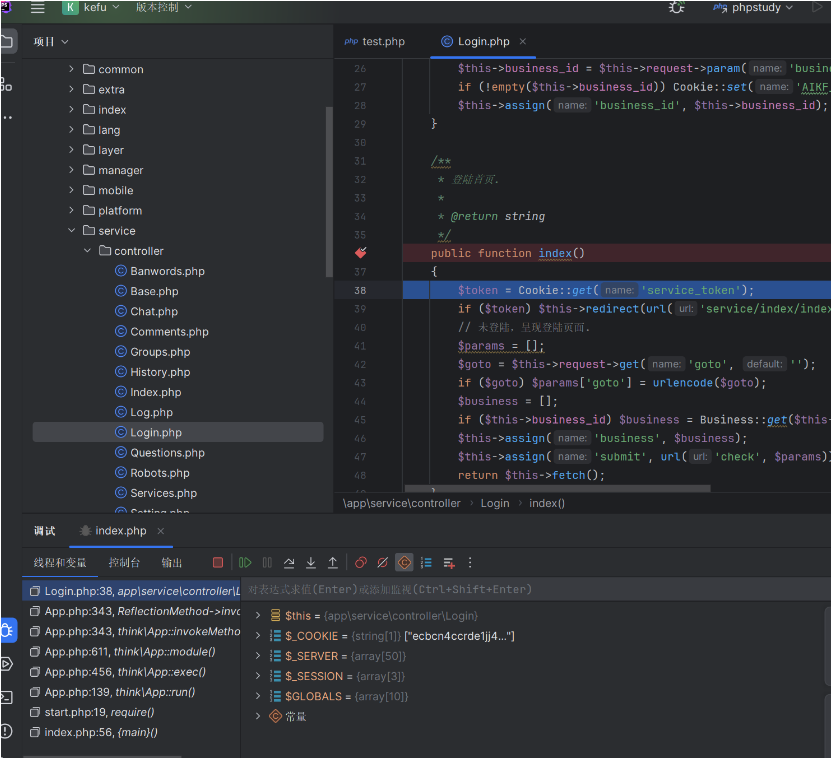 PS
K kefu 版本控制
php phpstudy
项目
php test.php Login.php
common
extra
index
lang
layer
manager
mobile
platform
service
controller
Banwords.php
Base.php
Chat.php
Comments.php
Groups.php
History.php
Index.php
Log.php
Login.php
Questions.php
Robots.php
Services.php
Setting.php
26 $this->business_id = $this->request->param( name: 'busine
27 if (!empty($this->business_id)) Cookie::set( name: 'AIKF_
28 $this->assign( name: 'business_id', $this->business_id);
29 }
30
31 /**
32 * 登陆首页.
33 *
34 * @return string
35 */
public function index()
37 {
38 $token = Cookie::get( name: 'service_token');
39 if ($token) $this->redirect(url( url: 'service/index/index
40 // 未登陆. 呈现登陆页面.
41 $params = [];
42 $goto = $this->request->get( name: 'goto', default: '');
43 if ($goto) $params['goto'] = urlencode($goto);
44 $business = [];
45 if ($this->business_id) $business = Business::get($this-
46 $this->assign( name: 'business', $business);
47 $this->assign( name: 'submit', url( url: 'check', $params))
48 return $this->fetch();
\app\service\controller › Login › index()
调试 index.php
线程和变量 控制台 输出
对表达式求值(Enter)或添加监视(Ctrl+Shift+Enter)
Login.php:38, app\service\controller\L
App.php:343, ReflectionMethod->invo
App.php:343, think\App::invokeMetho
App.php:611, think\App::module()
App.php:456, think\App::exec()
App.php:139, think\App::run()
start.php:19, require()
index.php:56, {main}()
$this = {app\service\controller\Login}
$_COOKIE = {string[1]} ["ecbcn4ccrde1jj4..."]
$_SERVER = {array[50]}
$_SESSION = {array[3]}
$GLOBALS = {array[10]}
常量